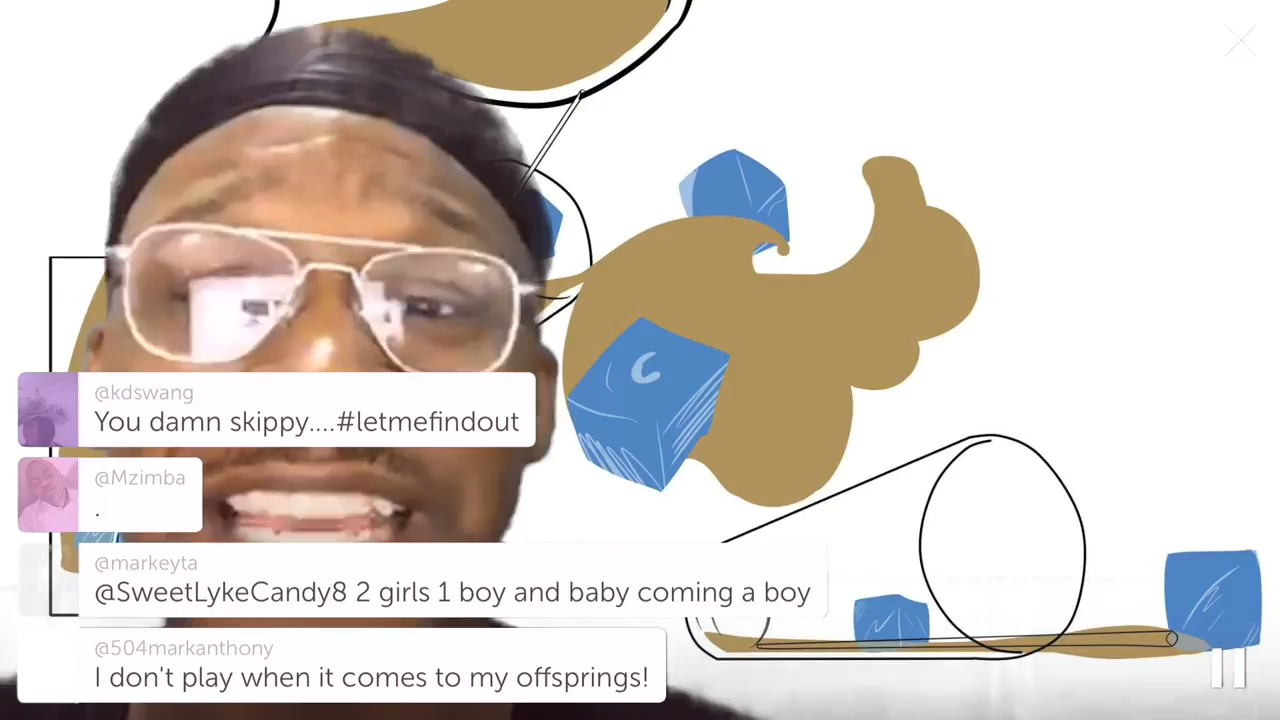 @kdswang
You damn skippy....#letmefindout
@Mzimba
.
@markeyta
@SweetLykeCandy8 2 girls 1 boy and baby coming a boy
@504markanthony
I don't play when it comes to my offsprings!